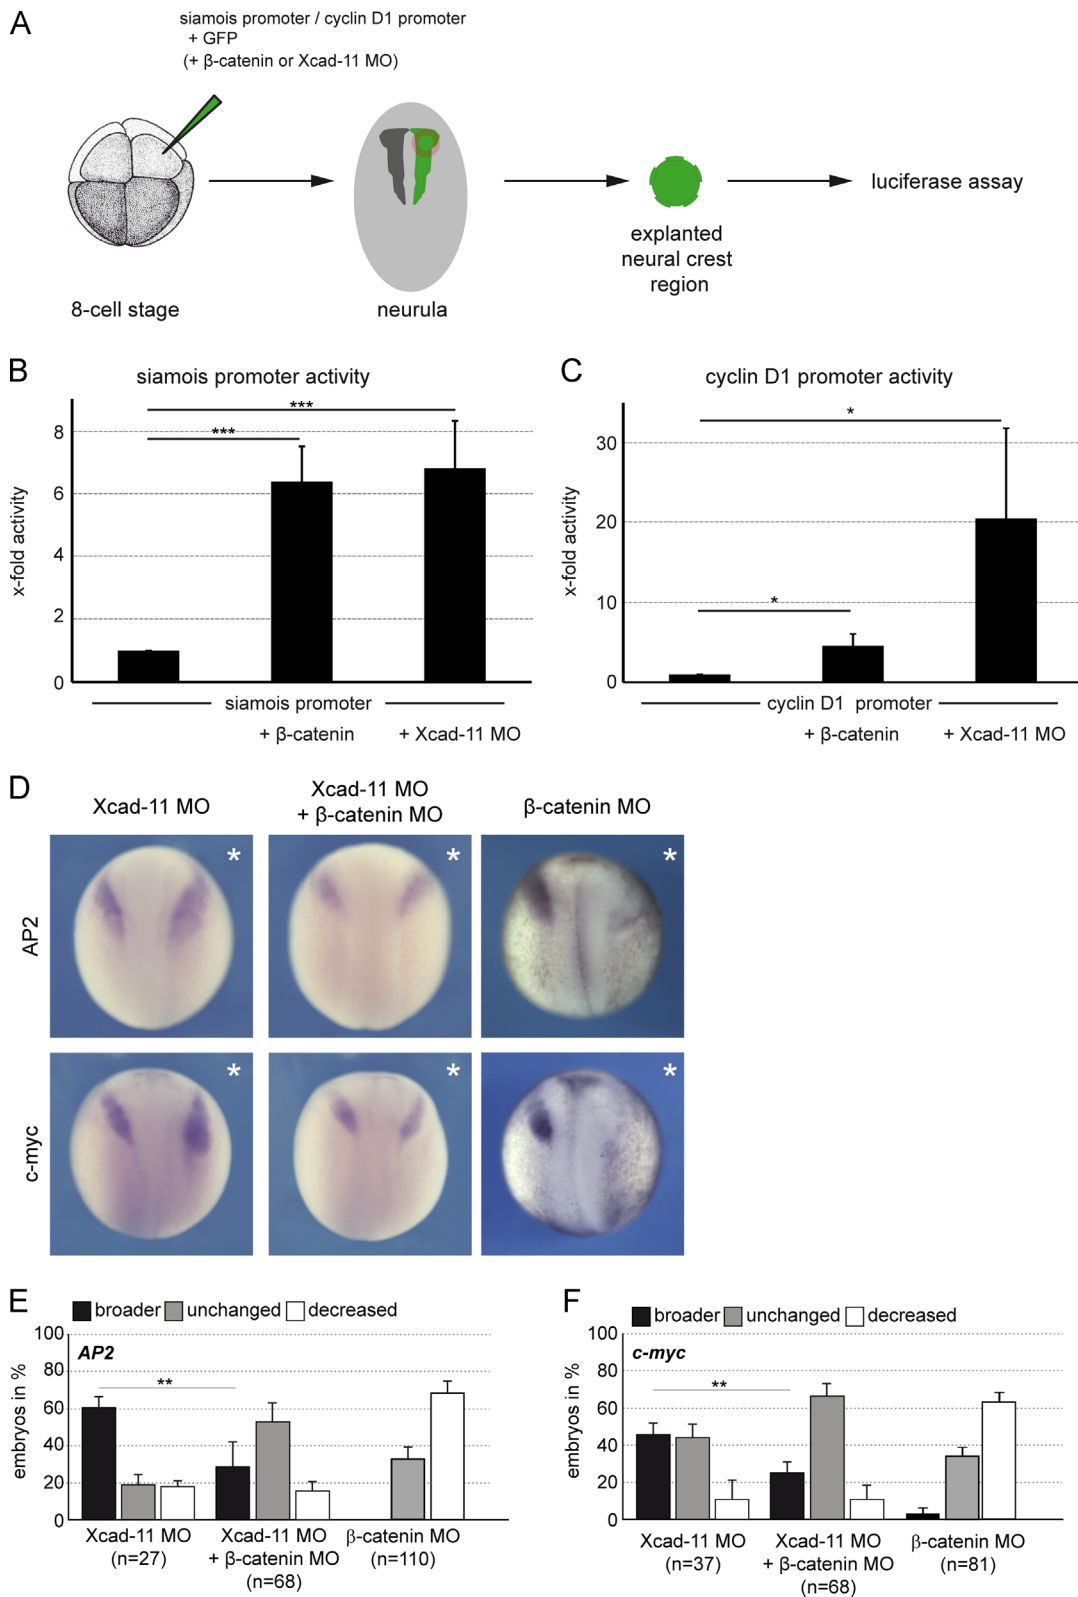 A
siamois promoter / cyclin D1 promoter
+ GFP
(+ β-catenin or Xcad-11 MO)
8-cell stage
neurula
explanted
neural crest
region
luciferase assay
B
siamois promoter activity
***
***
x-fold activity
8
6
4
2
0
siamois promoter
+ β-catenin
+ Xcad-11 MO
C
cyclin D1 promoter activity
*
*
x-fold activity
30
20
10
0
cyclin D1 promoter
+ β-catenin
+ Xcad-11 MO
D
Xcad-11 MO
Xcad-11 MO
+ β-catenin MO
β-catenin MO
AP2
*
*
*
c-myc
*
*
*
E
broader unchanged decreased
AP2
**
embryos in %
100
80
60
40
20
0
Xcad-11 MO
(n=27)
Xcad-11 MO
+ β-catenin MO
(n=68)
β-catenin MO
(n=110)
F
broader unchanged decreased
c-myc
**
embryos in %
100
80
60
40
20
0
Xcad-11 MO
(n=37)
Xcad-11 MO
+ β-catenin MO
(n=68)
β-catenin MO
(n=81)